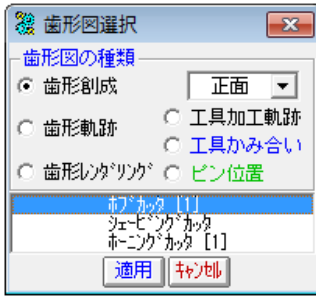 歯形図選択
歯形図の種類
歯形創成
正面
歯形軌跡
工具加工軌跡
工具かみ合い
歯形ﾚﾝﾀﾞﾘﾝｸﾞ
ピン位置
ﾎﾌﾞｶｯﾀ [1]
ｼｪｰﾋﾞﾝｸﾞｶｯﾀ
ﾎｰﾆﾝｸﾞｶｯﾀ [1]
適用
ｷｬﾝｾﾙ